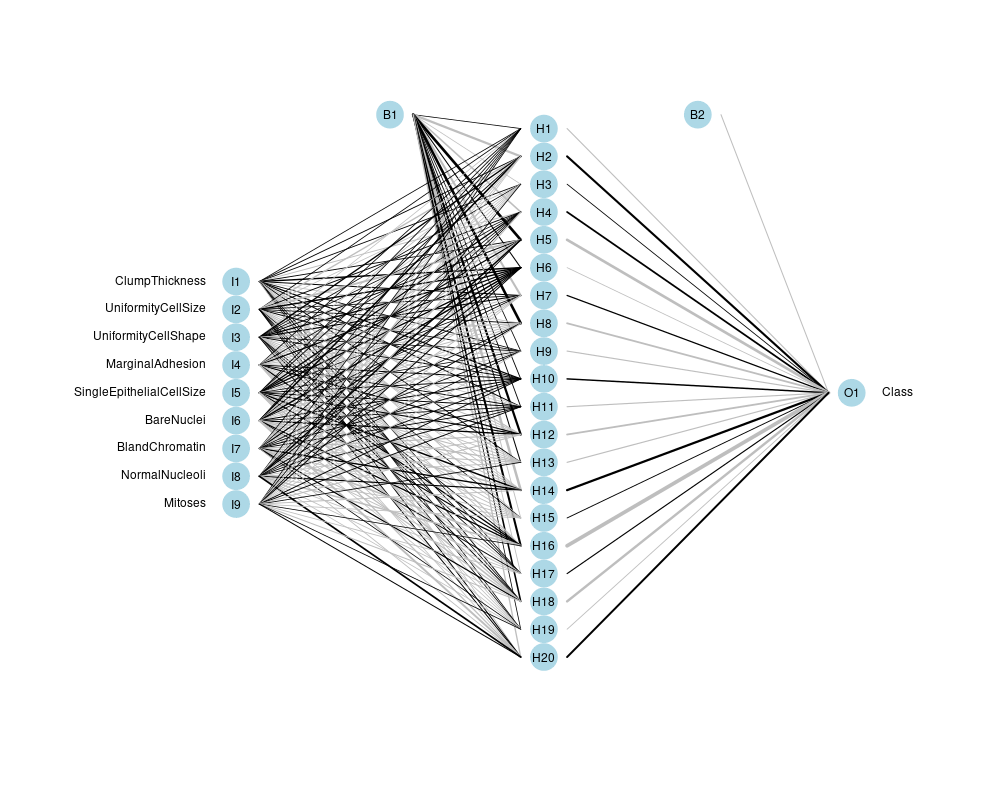 B1
B2
H1
H2
H3
H4
H5
H6
H7
H8
H9
H10
H11
H12
H13
H14
H15
H16
H17
H18
H19
H20
ClumpThickness I1
UniformityCellSize I2
UniformityCellShape I3
MarginalAdhesion I4
SingleEpithelialCellSize I5
BareNuclei I6
BlandChromatin I7
NormalNucleoli I8
Mitoses I9
O1 Class